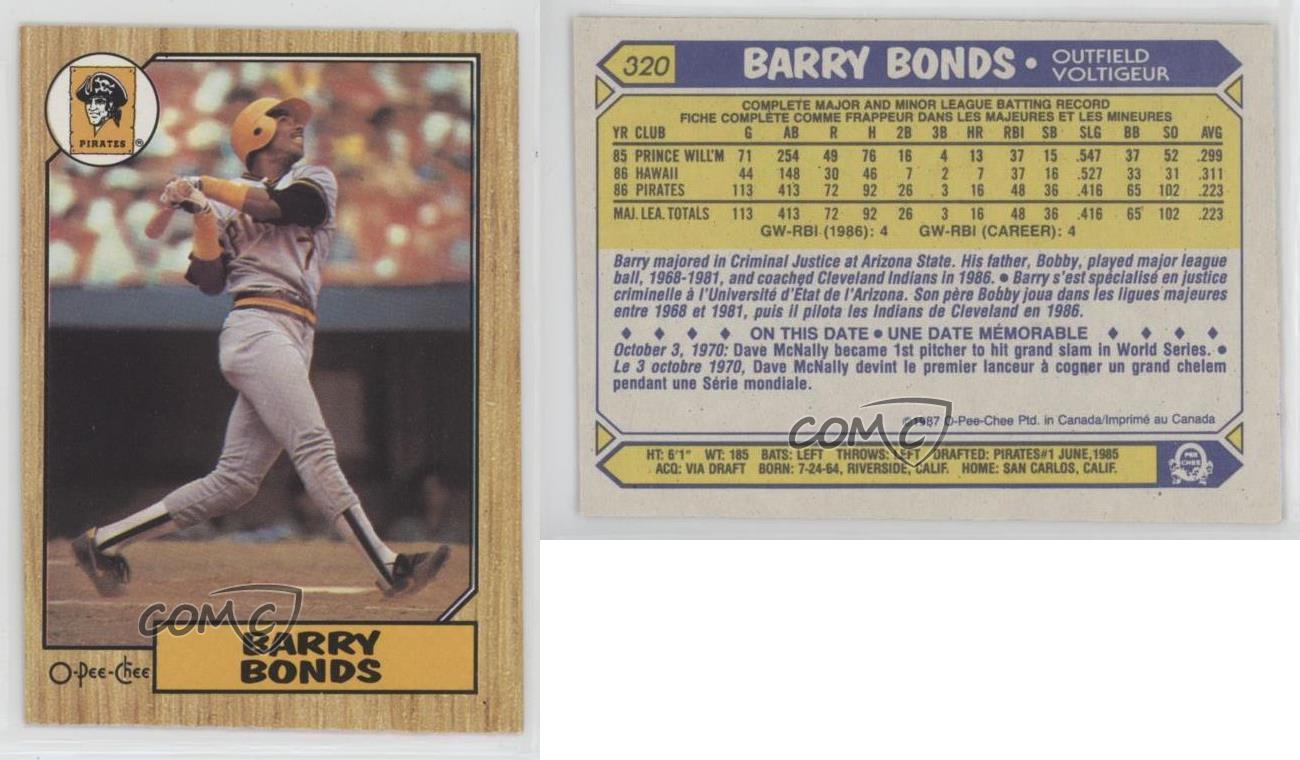 PIRATES®
COMC
O-Pee-Chee
BARRY
BONDS
320
BARRY BONDS • OUTFIELD
VOLTIGEUR
COMPLETE MAJOR AND MINOR LEAGUE BATTING RECORD
FICHE COMPLÈTE COMME FRAPPEUR DANS LES MAJEURES ET LES MINEURES
YR CLUB G AB R H 2B 3B HR RBI SB SLG BB SO AVG
85 PRINCE WILL'M 71 254 49 76 16 4 13 37 15 .547 37 52 .299
86 HAWAII 44 148 30 46 7 2 7 37 16 .527 33 31 .311
86 PIRATES 113 413 72 92 26 3 16 48 36 .416 65 102 .223
MAJ. LEA. TOTALS 113 413 72 92 26 3 16 48 36 .416 65 102 .223
GW-RBI (1986): 4 GW-RBI (CAREER): 4
Barry majored in Criminal Justice at Arizona State. His father, Bobby, played major league
ball, 1968-1981, and coached Cleveland Indians in 1986. ● Barry s'est spécialisé en justice
criminelle à l'Université d'Etat de l'Arizona. Son père Bobby joua dans les ligues majeures
entre 1968 et 1981, puis il pilota les Indians de Cleveland en 1986.
♦ ♦ ♦ ♦ ON THIS DATE ● UNE DATE MÉMORABLE ♦ ♦ ♦ ♦
October 3, 1970: Dave McNally became 1st pitcher to hit grand slam in World Series. ●
Le 3 octobre 1970, Dave McNally devint le premier lanceur à cogner un grand chelem
pendant une Série mondiale.
©1987 O-Pee-Chee Ptd. in Canada/Imprimé au Canada
COMC
HT: 6'1" WT: 185 BATS: LEFT THROWS: LEFT DRAFTED: PIRATES#1 JUNE,1985
ACQ: VIA DRAFT BORN: 7-24-64, RIVERSIDE, CALIF. HOME: SAN CARLOS, CALIF.
PEE
CHEE